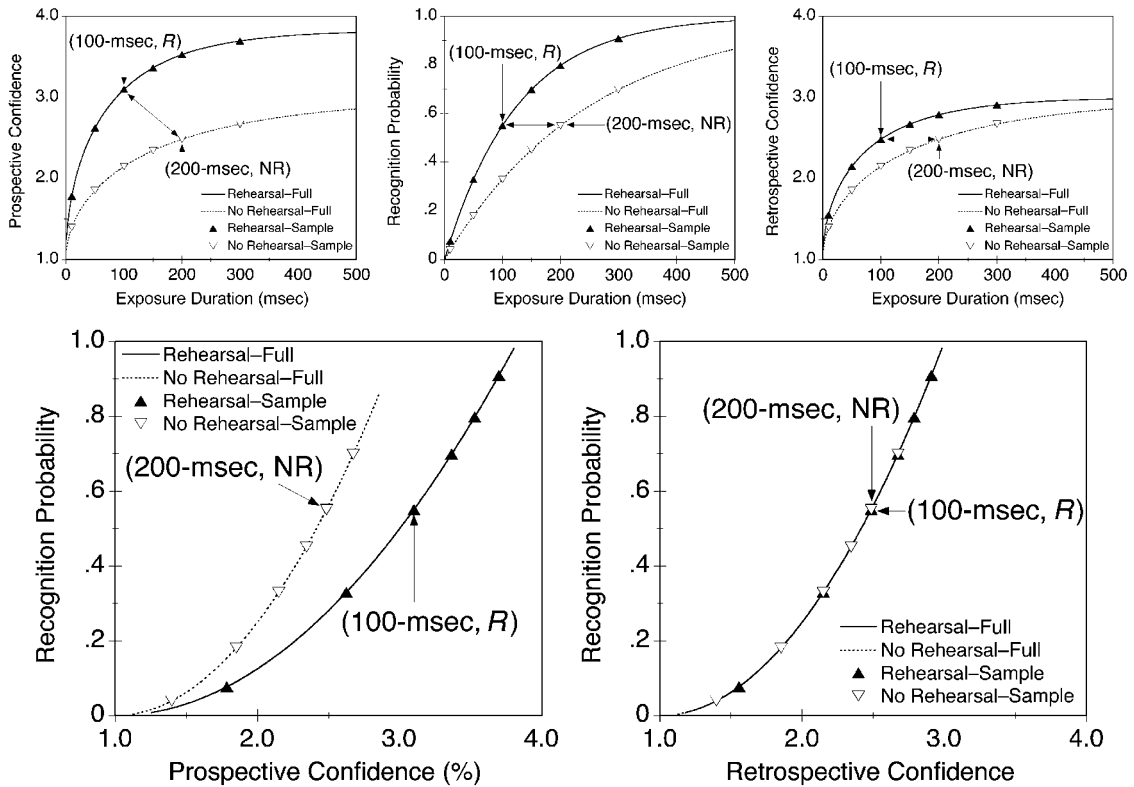 Prospective Confidence
4.0
3.0
2.0
1.0
(100-msec, R)
(200-msec, NR)
Rehearsal–Full
No Rehearsal–Full
Rehearsal–Sample
No Rehearsal–Sample
0 100 200 300 400 500
Exposure Duration (msec)
Recognition Probability
1.0
.8
.6
.4
.2
0
(100-msec, R)
(200-msec, NR)
Rehearsal–Full
No Rehearsal–Full
Rehearsal–Sample
No Rehearsal–Sample
0 100 200 300 400 500
Exposure Duration (msec)
Retrospective Confidence
4.0
3.0
2.0
1.0
(100-msec, R)
(200-msec, NR)
Rehearsal–Full
No Rehearsal–Full
Rehearsal–Sample
No Rehearsal–Sample
0 100 200 300 400 500
Exposure Duration (msec)
Recognition Probability
1.0
.8
.6
.4
.2
0
Rehearsal–Full
No Rehearsal–Full
Rehearsal–Sample
No Rehearsal–Sample
(200-msec, NR)
(100-msec, R)
1.0 2.0 3.0 4.0
Prospective Confidence (%)
Recognition Probability
1.0
.8
.6
.4
.2
0
(200-msec, NR)
(100-msec, R)
Rehearsal–Full
No Rehearsal–Full
Rehearsal–Sample
No Rehearsal–Sample
1.0 2.0 3.0 4.0
Retrospective Confidence